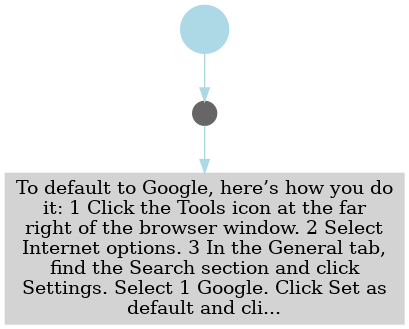 To default to Google, here’s how you do
it: 1 Click the Tools icon at the far
right of the browser window. 2 Select
Internet options. 3 In the General tab,
find the Search section and click
Settings. Select 1 Google. Click Set as
default and cli...